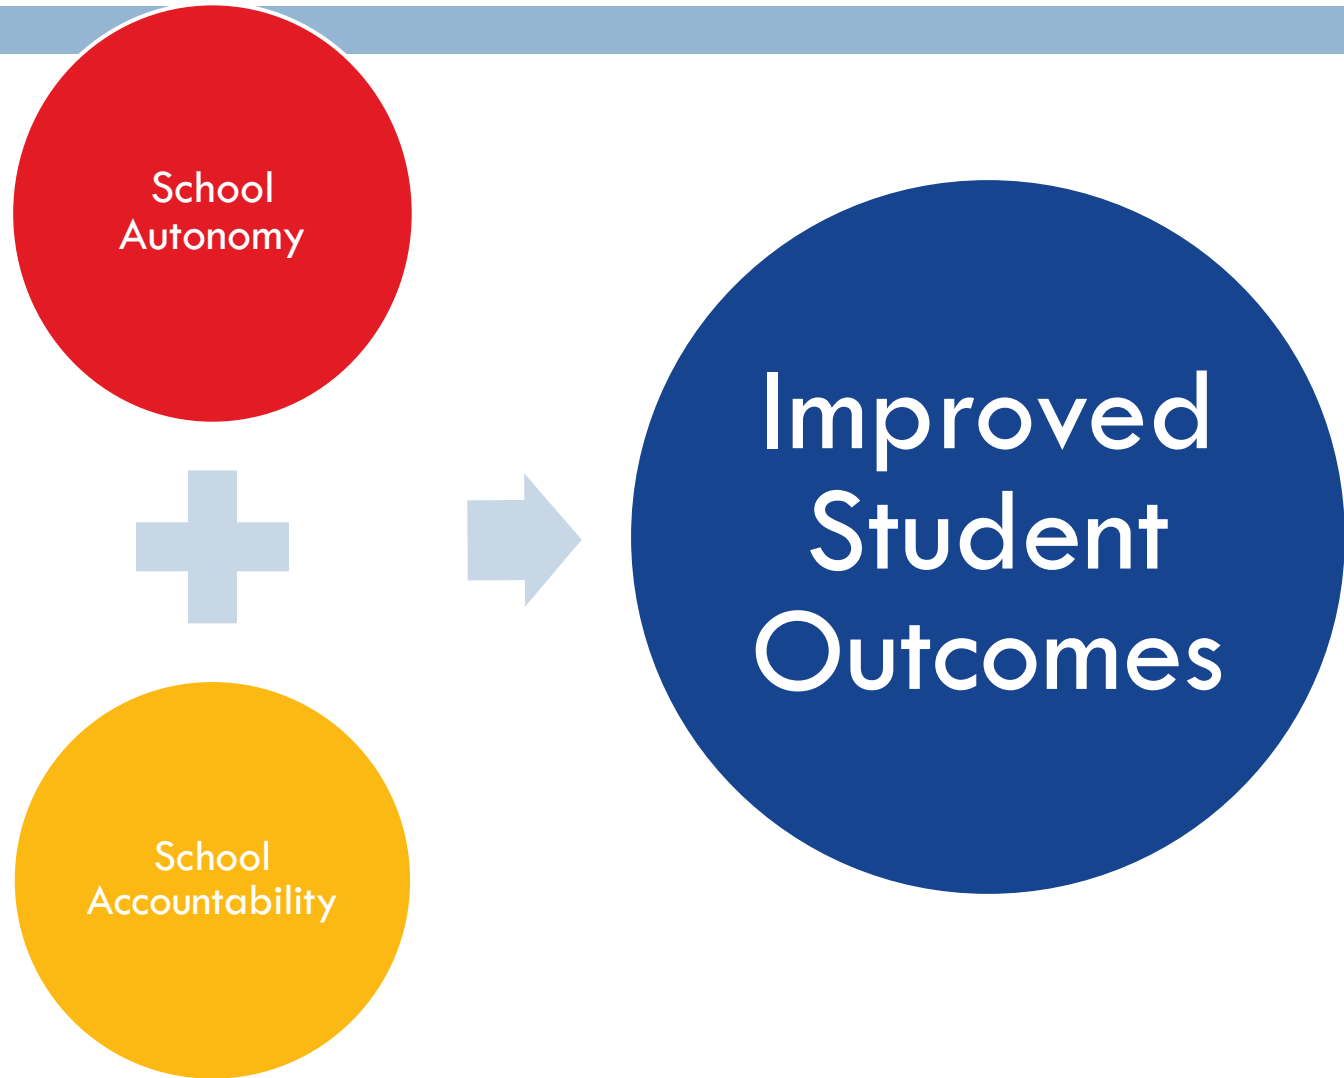 School
Autonomy
School
Accountability
Improved
Student
Outcomes